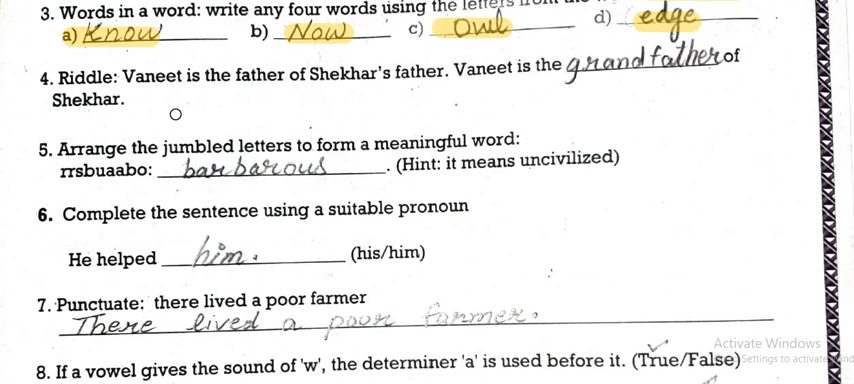 3. Words in a word: write any four words using the letters from the
a) Know b) Now c) Owl d) edge
4. Riddle: Vaneet is the father of Shekhar's father. Vaneet is the grandfather of
Shekhar.
5. Arrange the jumbled letters to form a meaningful word:
rrsbuaabo: barbarous. (Hint: it means uncivilized)
6. Complete the sentence using a suitable pronoun
He helped him. (his/him)
7. Punctuate: there lived a poor farmer
There lived a poor farmer.
8. If a vowel gives the sound of 'w', the determiner 'a' is used before it. (True/False)
Activate Windows
Settings to activate